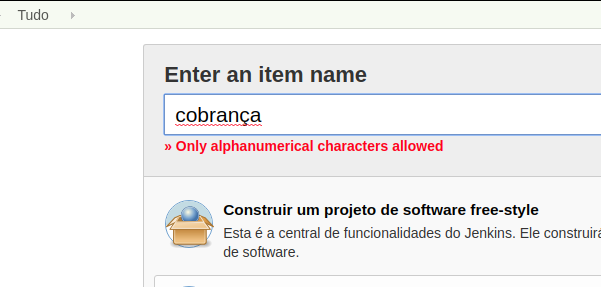 Tudo
Enter an item name
cobrança
» Only alphanumerical characters allowed
Construir um projeto de software free-style
Esta é a central de funcionalidades do Jenkins. Ele construirá
de software.